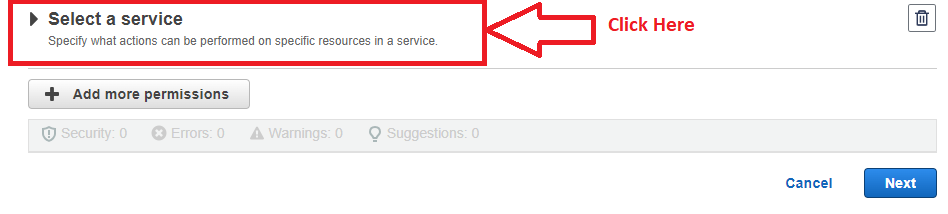 Select a service
Click Here
Specify what actions can be performed on specific resources in a service.
Add more permissions
Security: 0 Errors: 0 Warnings: 0 Suggestions: 0
Cancel Next